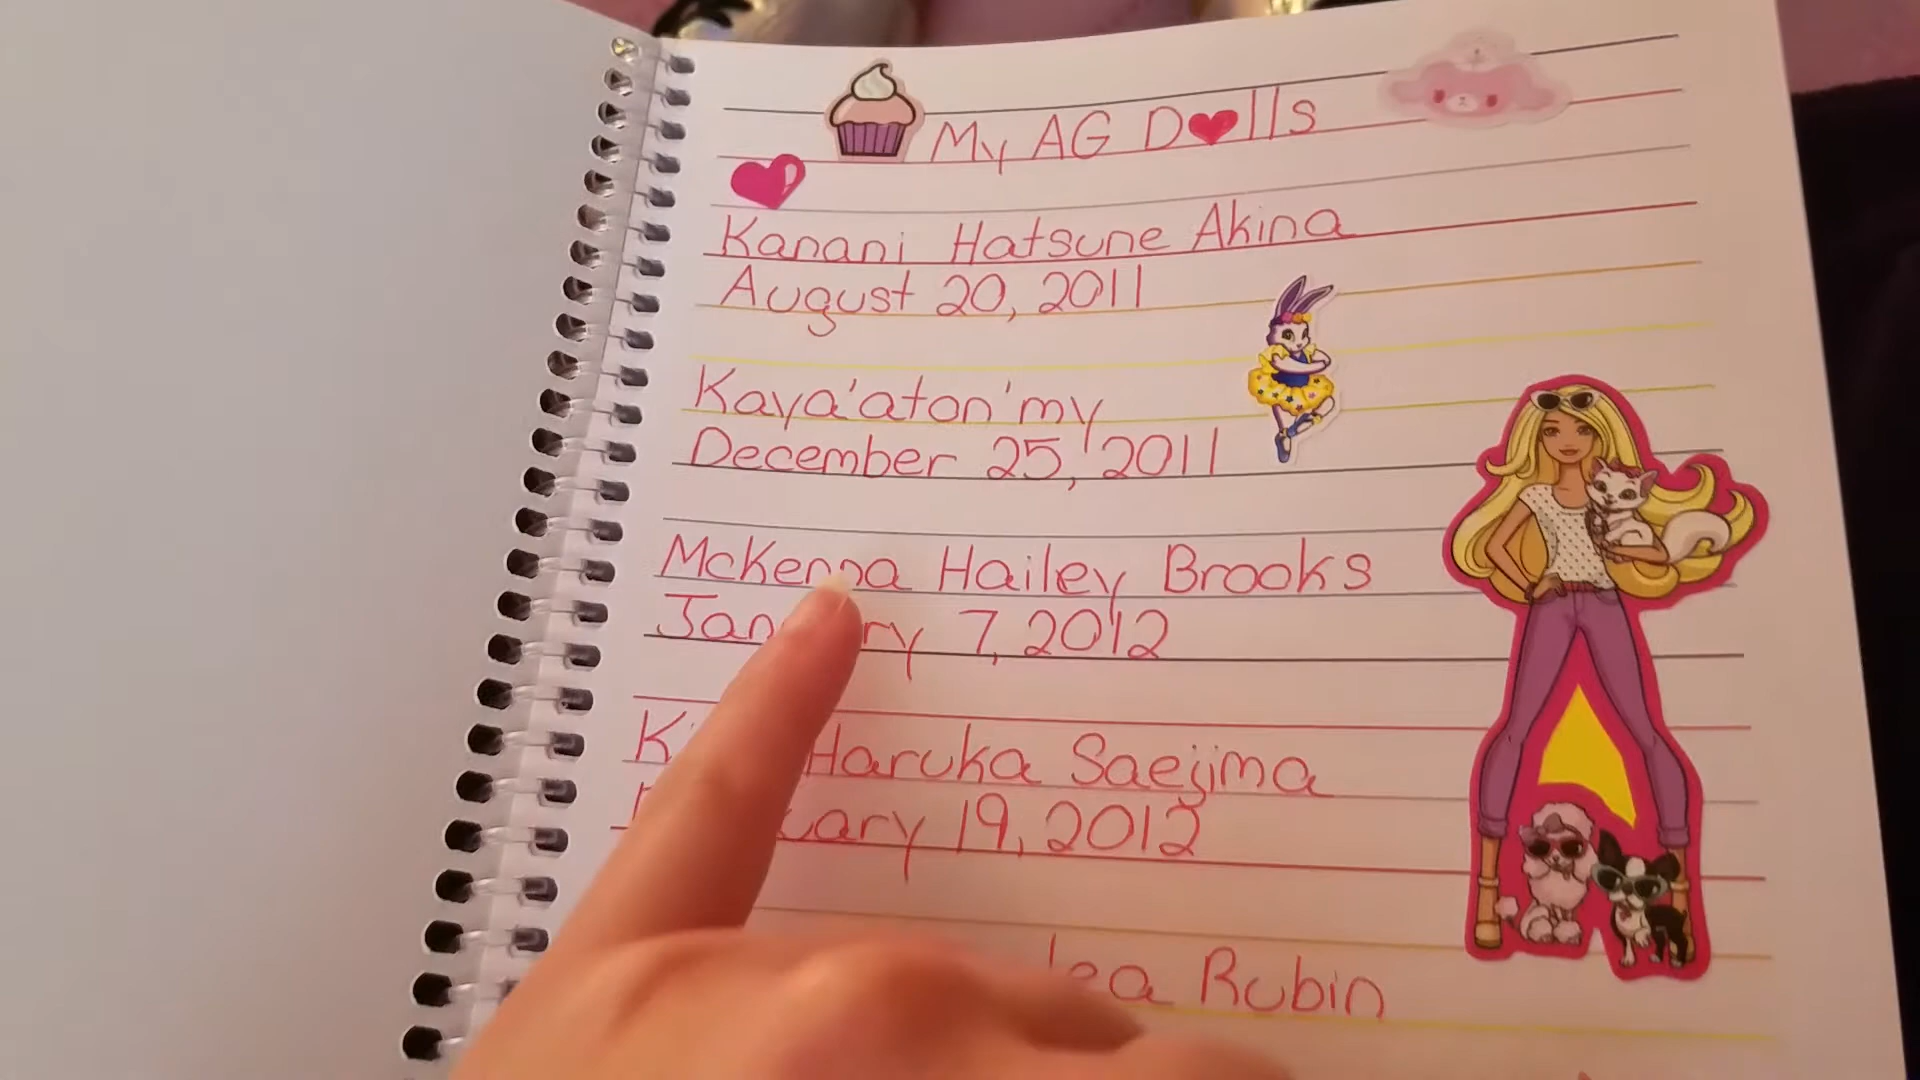 My AG Dolls
Kanani Hatsune Akina
August 20, 2011
Kaya'aton'my
December 25, 2011
McKenna Hailey Brooks
January 7, 2012
Haruka Saejima
19, 2012
Rubin